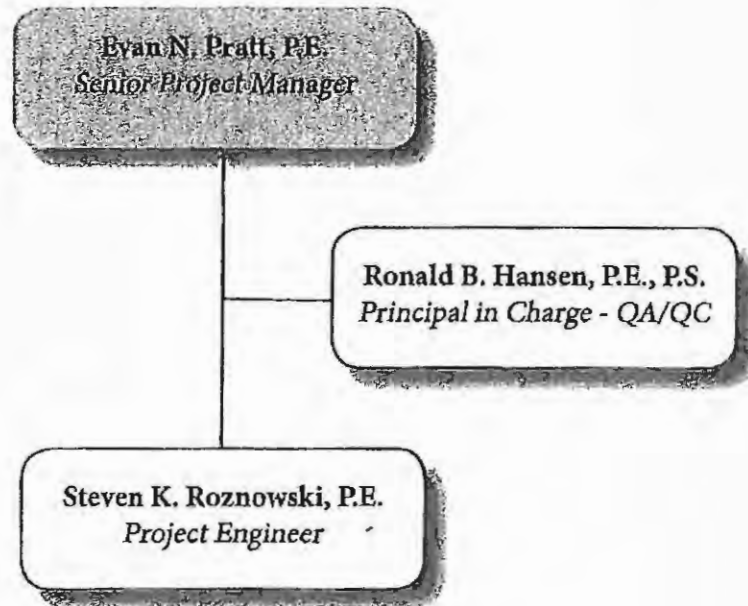 Evan N. Pratt, P.E.
Senior Project Manager
Ronald B. Hansen, P.E., P.S.
Principal in Charge - QA/QC
Steven K. Roznowski, P.E.
Project Engineer